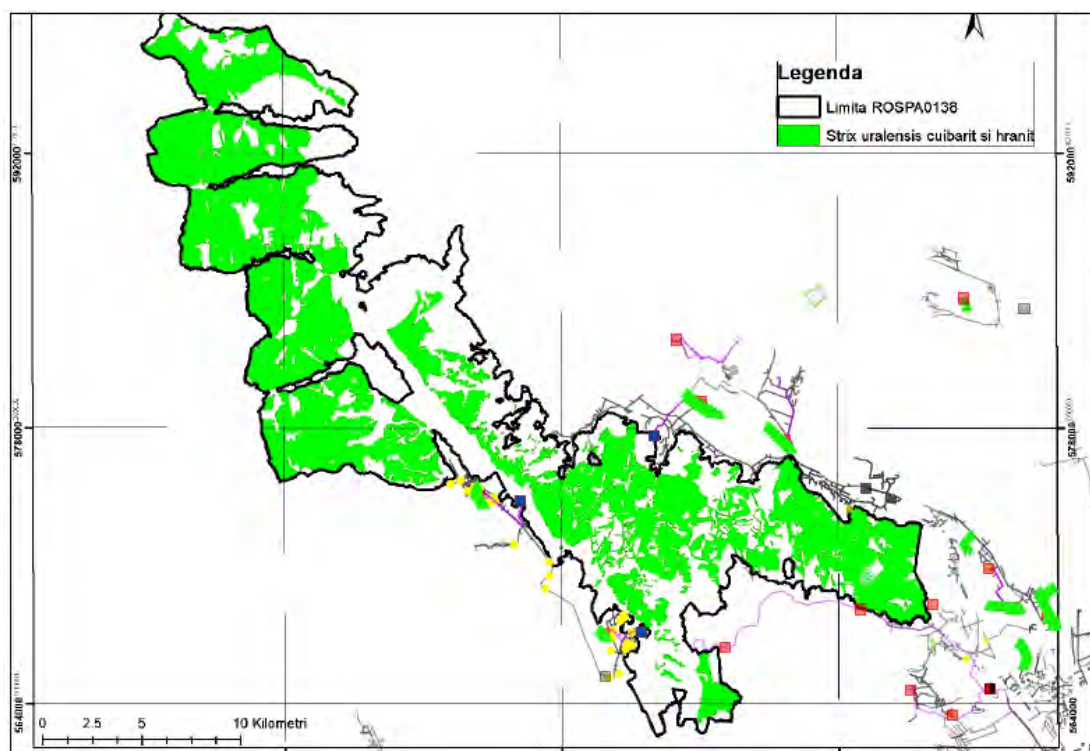 Legenda
Limita ROSPA0138
Strix uralensis cuibarit si hranit
592000
592000
578000
578000
564000
564000
0 2.5 5 10 Kilometri